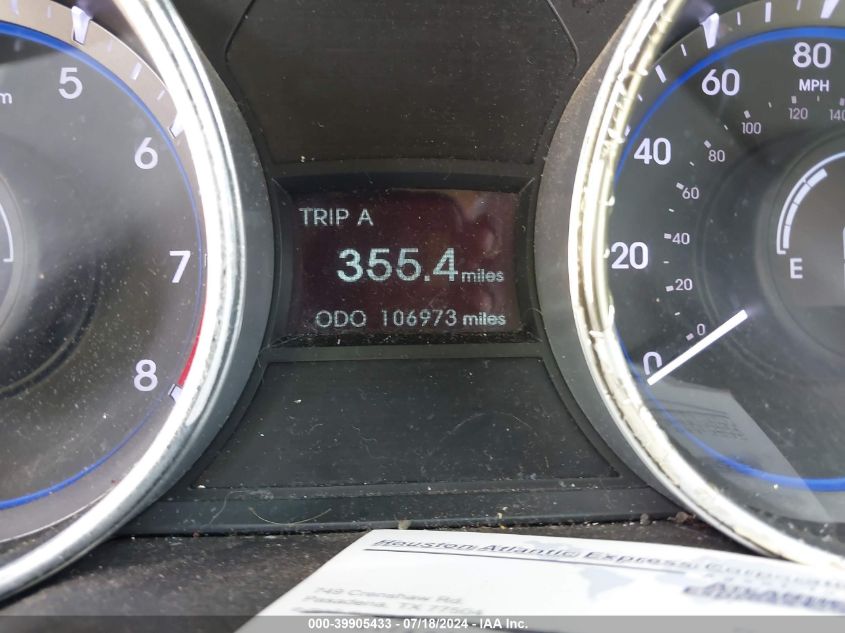 5
6
7
8
TRIP A
355.4 miles
ODO 106973 miles
80
MPH
60
40
20
0
140
120
100
80
60
40
20
0
E
Houston Atlantic Express
749 Crenshaw Rd.
Pasadena, TX 77504
000-39905433 / 07/18/2024 - IAA Inc.